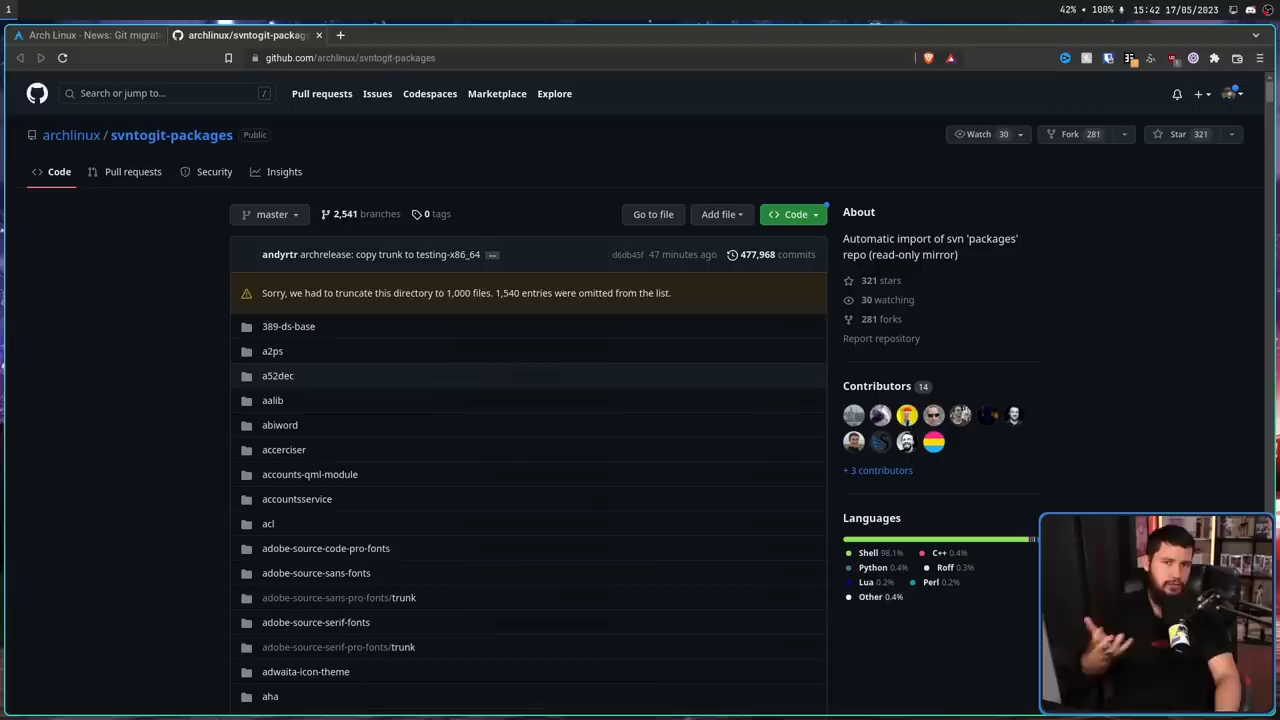 1
42% 100% 15:42 17/05/2023
Arch Linux - News: Git migrat
archlinux/svntogit-packag
github.com/archlinux/svntogit-packages
Search or jump to...
/
Pull requests
Issues
Codespaces
Marketplace
Explore
archlinux / svntogit-packages
Public
Watch 30
Fork 281
Star 321
Code
Pull requests
Security
Insights
master
2,541 branches
0 tags
Go to file
Add file
Code
andyrtr archrelease: copy trunk to testing-x86_64 ...
d6db45f 47 minutes ago
477,968 commits
Sorry, we had to truncate this directory to 1,000 files. 1,540 entries were omitted from the list.
389-ds-base
a2ps
a52dec
aalib
abiword
accerciser
accounts-qml-module
accountsservice
acl
adobe-source-code-pro-fonts
adobe-source-sans-fonts
adobe-source-sans-pro-fonts/trunk
adobe-source-serif-fonts
adobe-source-serif-pro-fonts/trunk
adwaita-icon-theme
aha
About
Automatic import of svn 'packages'
repo (read-only mirror)
321 stars
30 watching
281 forks
Report repository
Contributors 14
+ 3 contributors
Languages
Shell 98.1%
C++ 0.4%
Python 0.4%
Roff 0.3%
Lua 0.2%
Perl 0.2%
Other 0.4%